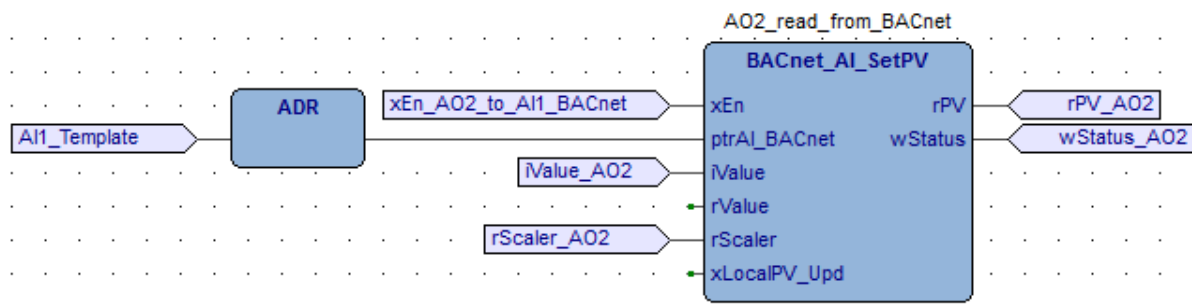 AO2_read_from_BACnet
BACnet_AI_SetPV
ADR
xEn_AO2_to_AI1_BACnet
xEn
rPV
rPV_AO2
AI1_Template
ptrAI_BACnet
wStatus
wStatus_AO2
iValue_AO2
iValue
rValue
rScaler_AO2
rScaler
xLocalPV_Upd